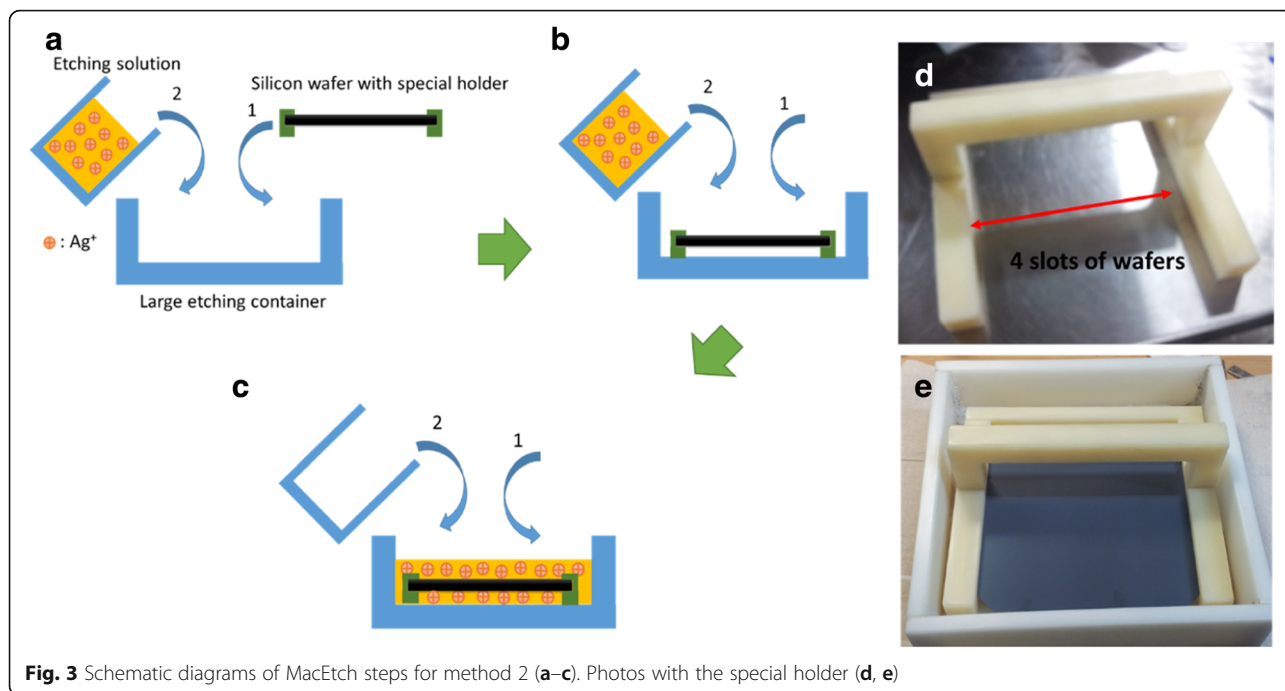 a
Etching solution
2
1
Silicon wafer with special holder
⊕ : Ag⁺
Large etching container
b
2
1
c
2
1
d
4 slots of wafers
e
Fig. 3 Schematic diagrams of MacEtch steps for method 2 (a–c). Photos with the special holder (d, e)